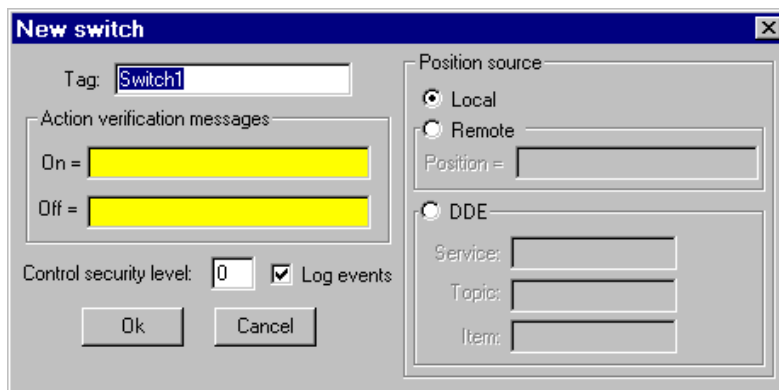 New switch
Tag: Switch1
Action verification messages
On =
Off =
Control security level: 0 Log events
Ok Cancel
Position source
Local
Remote
Position =
DDE
Service:
Topic:
Item: